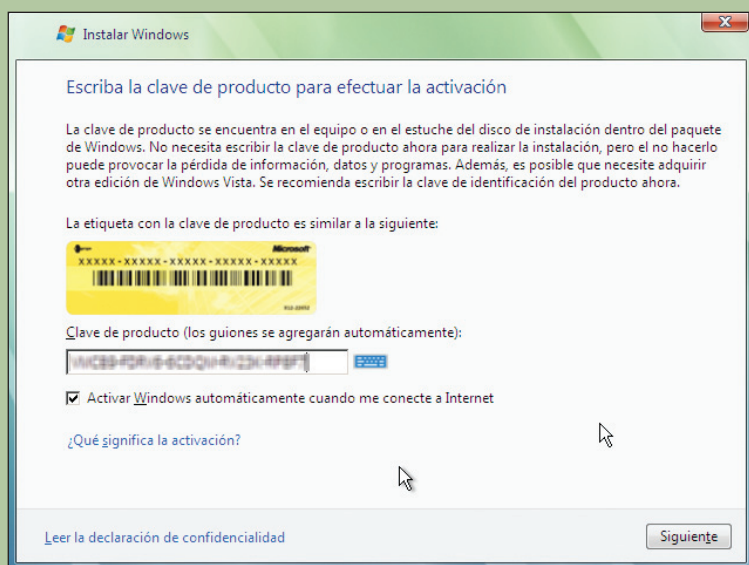 Instalar Windows
Escriba la clave de producto para efectuar la activación
La clave de producto se encuentra en el equipo o en el estuche del disco de instalación dentro del paquete
de Windows. No necesita escribir la clave de producto ahora para realizar la instalación, pero el no hacerlo
puede provocar la pérdida de información, datos y programas. Además, es posible que necesite adquirir
otra edición de Windows Vista. Se recomienda escribir la clave de identificación del producto ahora.
La etiqueta con la clave de producto es similar a la siguiente:
Microsoft
XXXXX-XXXXX-XXXXX-XXXXX-XXXXX
Clave de producto (los guiones se agregarán automáticamente):
Activar Windows automáticamente cuando me conecte a Internet
¿Qué significa la activación?
Leer la declaración de confidencialidad
Siguiente